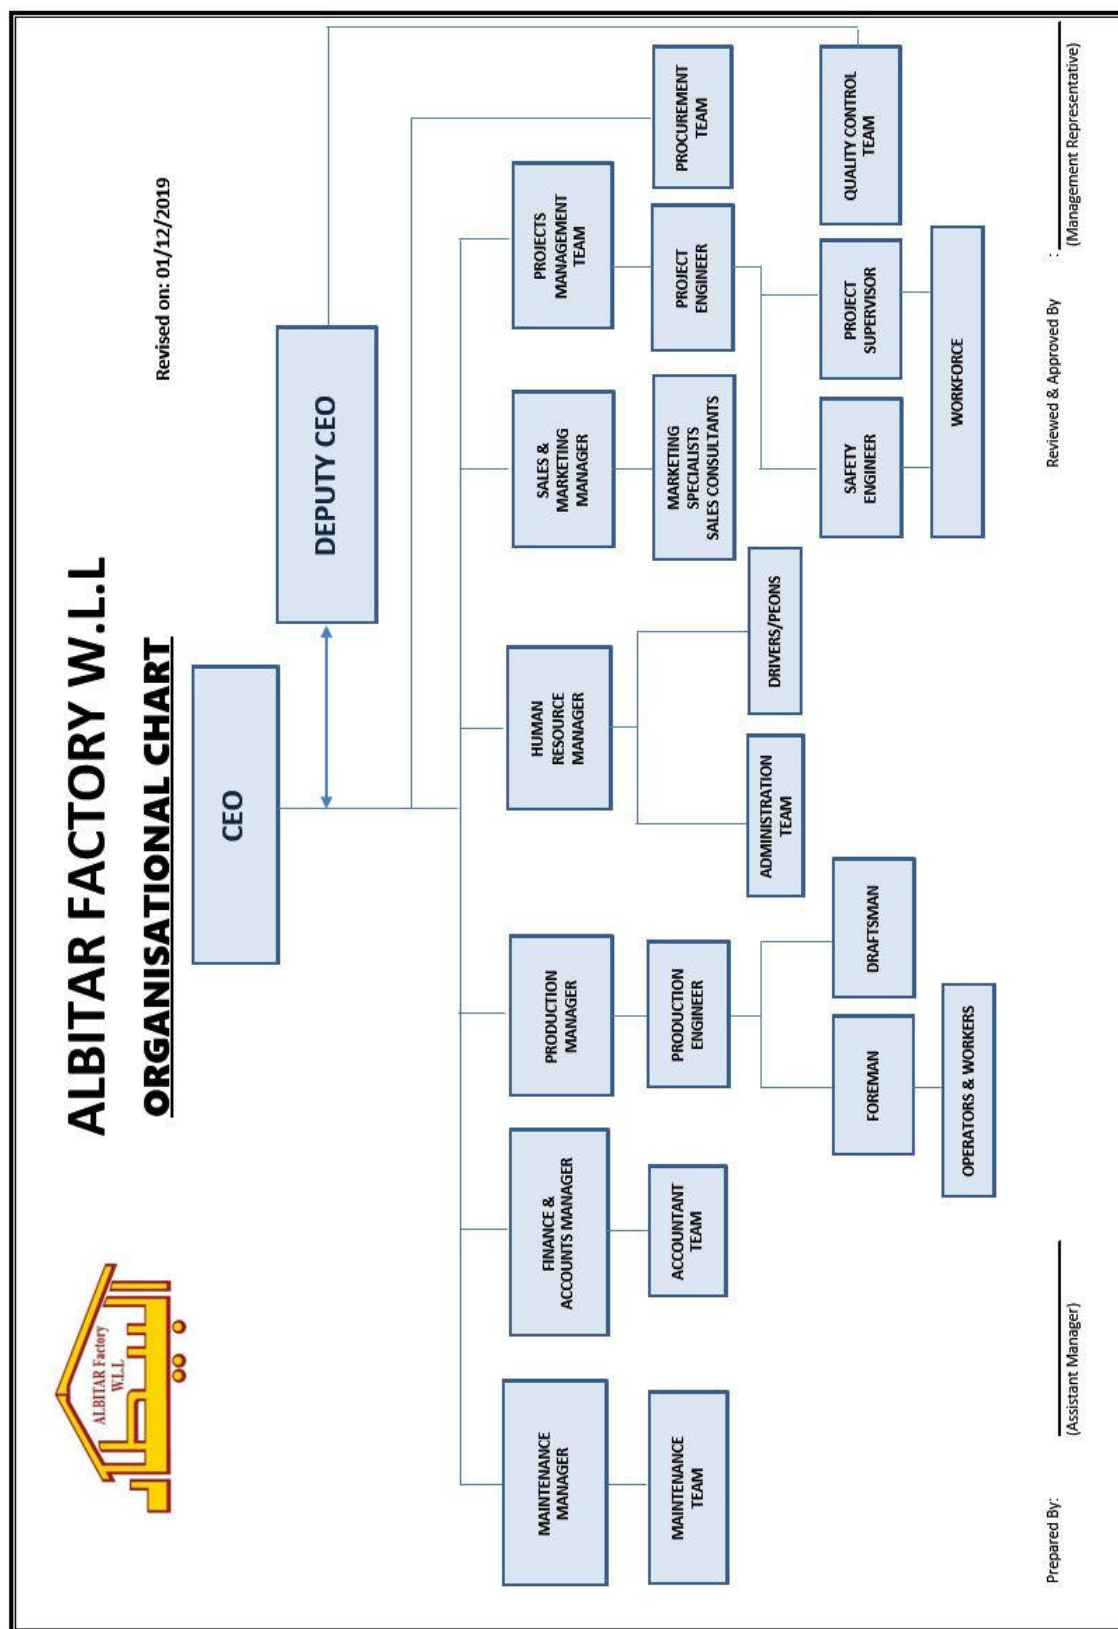 ALBITAR Factory
W.L.L
البيطار
ALBITAR FACTORY W.L.L
ORGANISATIONAL CHART
Revised on: 01/12/2019
CEO
DEPUTY CEO
MAINTENANCE
MANAGER
FINANCE &
ACCOUNTS MANAGER
PRODUCTION
MANAGER
HUMAN
RESOURCE
MANAGER
SALES &
MARKETING
MANAGER
PROJECTS
MANAGEMENT
TEAM
MAINTENANCE
TEAM
ACCOUNTANT
TEAM
PRODUCTION
ENGINEER
MARKETING
SPECIALISTS
SALES CONSULTANTS
PROJECT
ENGINEER
PROCUREMENT
TEAM
ADMINISTRATION
TEAM
DRIVERS/PEONS
FOREMAN
DRAFTSMAN
SAFETY
ENGINEER
PROJECT
SUPERVISOR
QUALITY CONTROL
TEAM
OPERATORS & WORKERS
WORKFORCE
Prepared By:
(Assistant Manager)
Reviewed & Approved By :
(Management Representative)